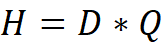 H = D * Q